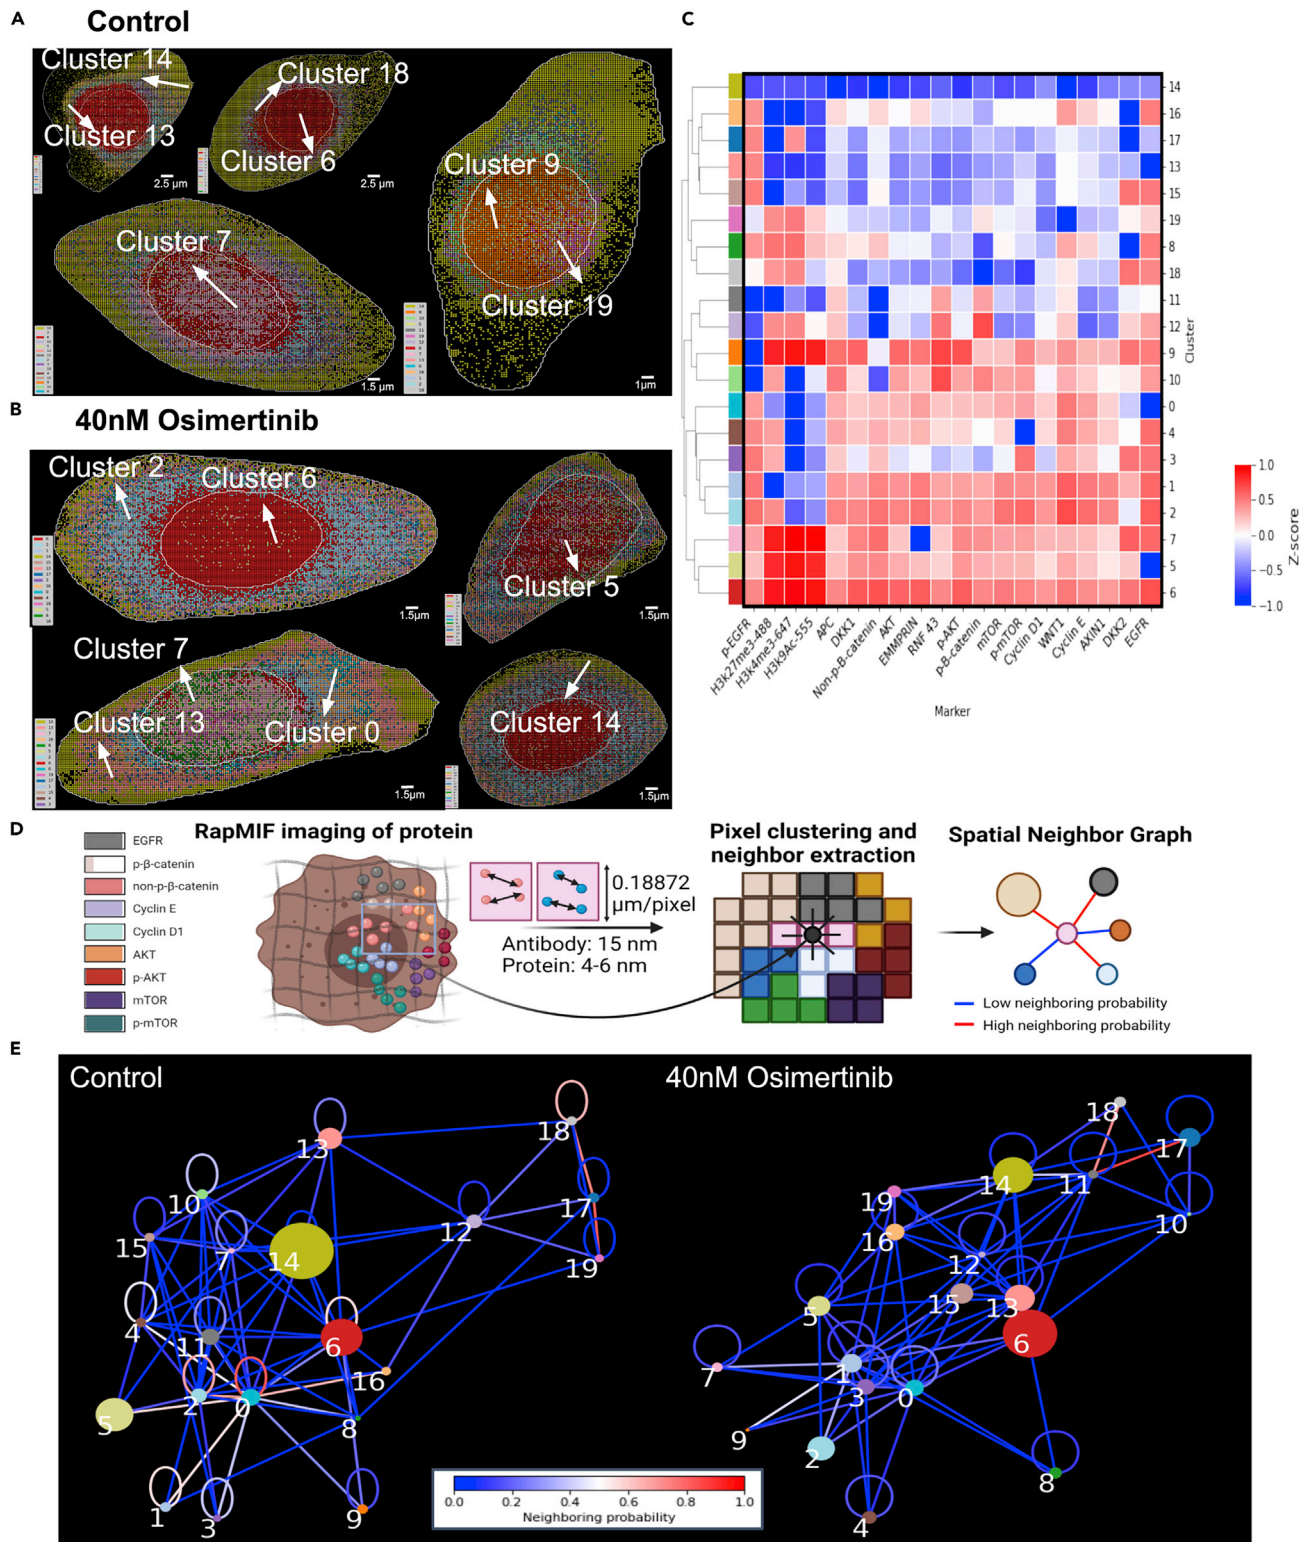 A
Control
Cluster 14
Cluster 13
2.5 µm
Cluster 18
Cluster 6
2.5 µm
Cluster 7
1.5 µm
Cluster 9
Cluster 19
1µm
B
40nM Osimertinib
Cluster 2
Cluster 6
1.5µm
Cluster 5
1.5µm
Cluster 7
Cluster 13
Cluster 0
1.5µm
Cluster 14
1.5µm
C
14
16
17
13
15
19
8
18
11
12
9
10
0
4
3
1
2
7
5
6
Cluster
p-EGFR
H3k27me3-488
H3k4me3-647
H3k9Ac-555
APC
DKK1
Non-p-B-catenin
AKT
EMMPRIN
RNF 43
p-AKT
p-B-catenin
mTOR
p-mTOR
Cyclin D1
WNT1
Cyclin E
AXIN1
DKK2
EGFR
Marker
1.0
0.5
0.0
−0.5
−1.0
Z-score
D
EGFR
p-β-catenin
non-p-β-catenin
Cyclin E
Cyclin D1
AKT
p-AKT
mTOR
p-mTOR
RapMIF imaging of protein
0.18872
µm/pixel
Antibody: 15 nm
Protein: 4-6 nm
Pixel clustering and
neighbor extraction
Spatial Neighbor Graph
Low neighboring probability
High neighboring probability
E
Control
13
18
10
17
15
7
14
12
19
4
11
6
16
2
0
5
8
1
3
9
40nM Osimertinib
18
17
14
11
19
10
16
12
5
15
13
6
7
1
3
0
9
2
8
4
0.0 0.2 0.4 0.6 0.8 1.0
Neighboring probability